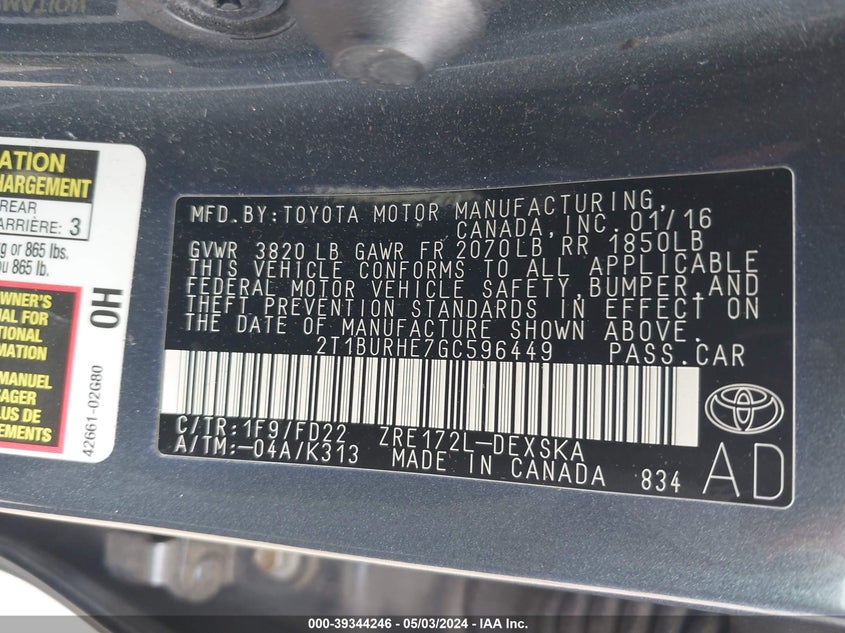 ATION
HARGEMENT
REAR
ARRIÈRE: 3
g or 865 lbs.
ou 865 lb.
OWNER'S
UAL FOR
TIONAL
RMATION
MANUEL
AGER
LUS DE
EMENTS
OH
42661-02G80
MFD. BY: TOYOTA MOTOR MANUFACTURING,
CANADA, INC. 01/16
GVWR 3820 LB GAWR FR 2070LB, RR 1850LB
THIS VEHICLE CONFORMS TO ALL APPLICABLE
FEDERAL MOTOR VEHICLE SAFETY, BUMPER, AND
THEFT PREVENTION STANDARDS IN EFFECT ON
THE DATE OF MANUFACTURE SHOWN ABOVE.
2T1BURHE7GC596449 PASS.CAR
C/TR: 1F9/FD22 ZRE172L-DEXSKA
A/TM: -04A/K313 MADE IN CANADA 834
AD
000-39344246 - 05/03/2024 - IAA Inc.